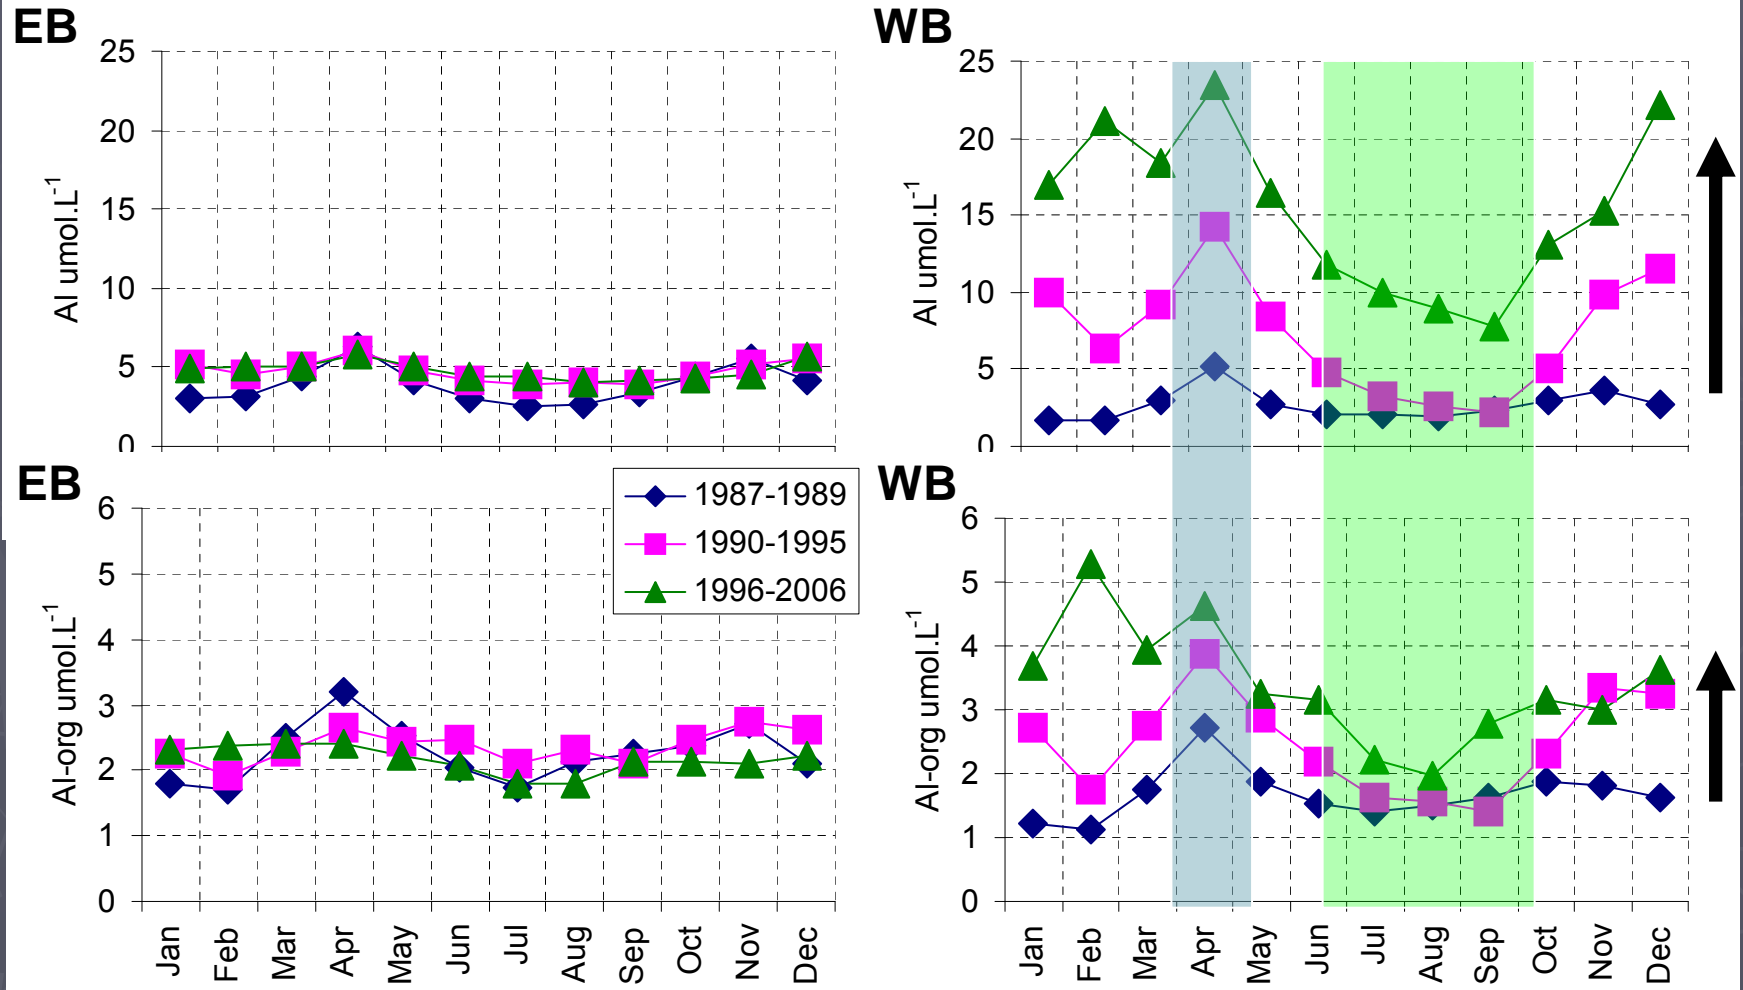 EB
25
20
15
10
5
0
Al umol.L-1
WB
25
20
15
10
5
0
Al umol.L-1
EB
6
5
4
3
2
1
0
Al-org umol.L-1
Jan Feb Mar Apr May Jun Jul Aug Sep Oct Nov Dec
1987-1989
1990-1995
1996-2006
WB
6
5
4
3
2
1
0
Al-org umol.L-1
Jan Feb Mar Apr May Jun Jul Aug Sep Oct Nov Dec